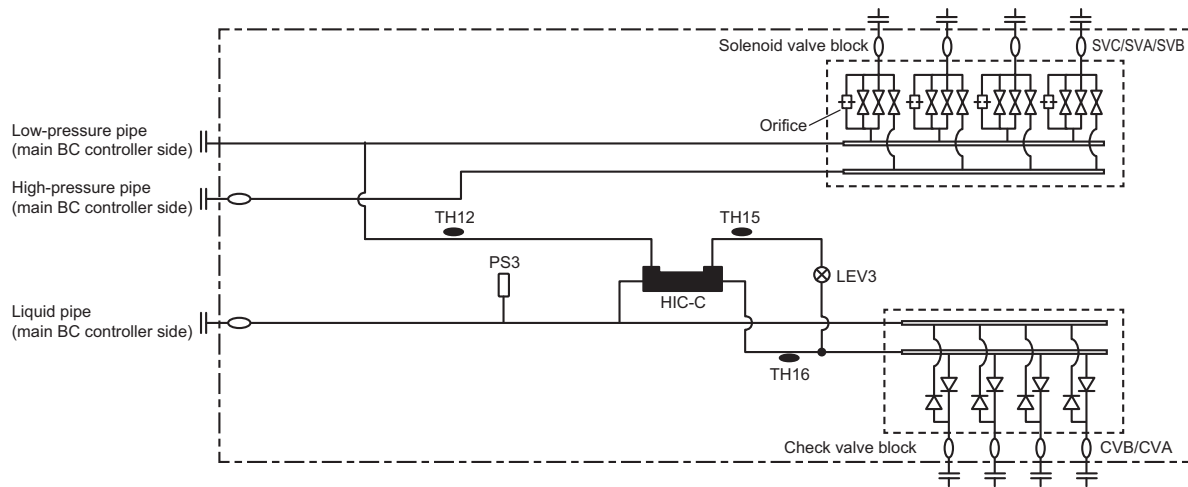 Solenoid valve block
SVC/SVA/SVB
Orifice
Low-pressure pipe
(main BC controller side)
High-pressure pipe
(main BC controller side)
TH12
TH15
PS3
LEV3
HIC-C
Liquid pipe
(main BC controller side)
TH16
Check valve block
CVB/CVA